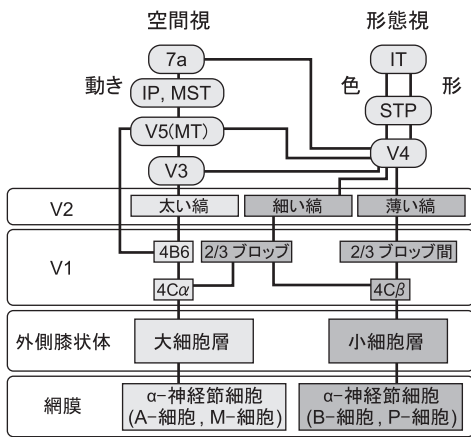 空間視 形態視
7a IT
動き IP, MST 色 形
STP
V5(MT)
V4
V3
V2 太い縞 細い縞 薄い縞
V1 4B6 2/3 ブロッブ 2/3 ブロッブ間
4Cα 4Cβ
外側膝状体 大細胞層 小細胞層
網膜 α-神経節細胞 α-神経節細胞
(A-細胞, M-細胞) (B-細胞, P-細胞)